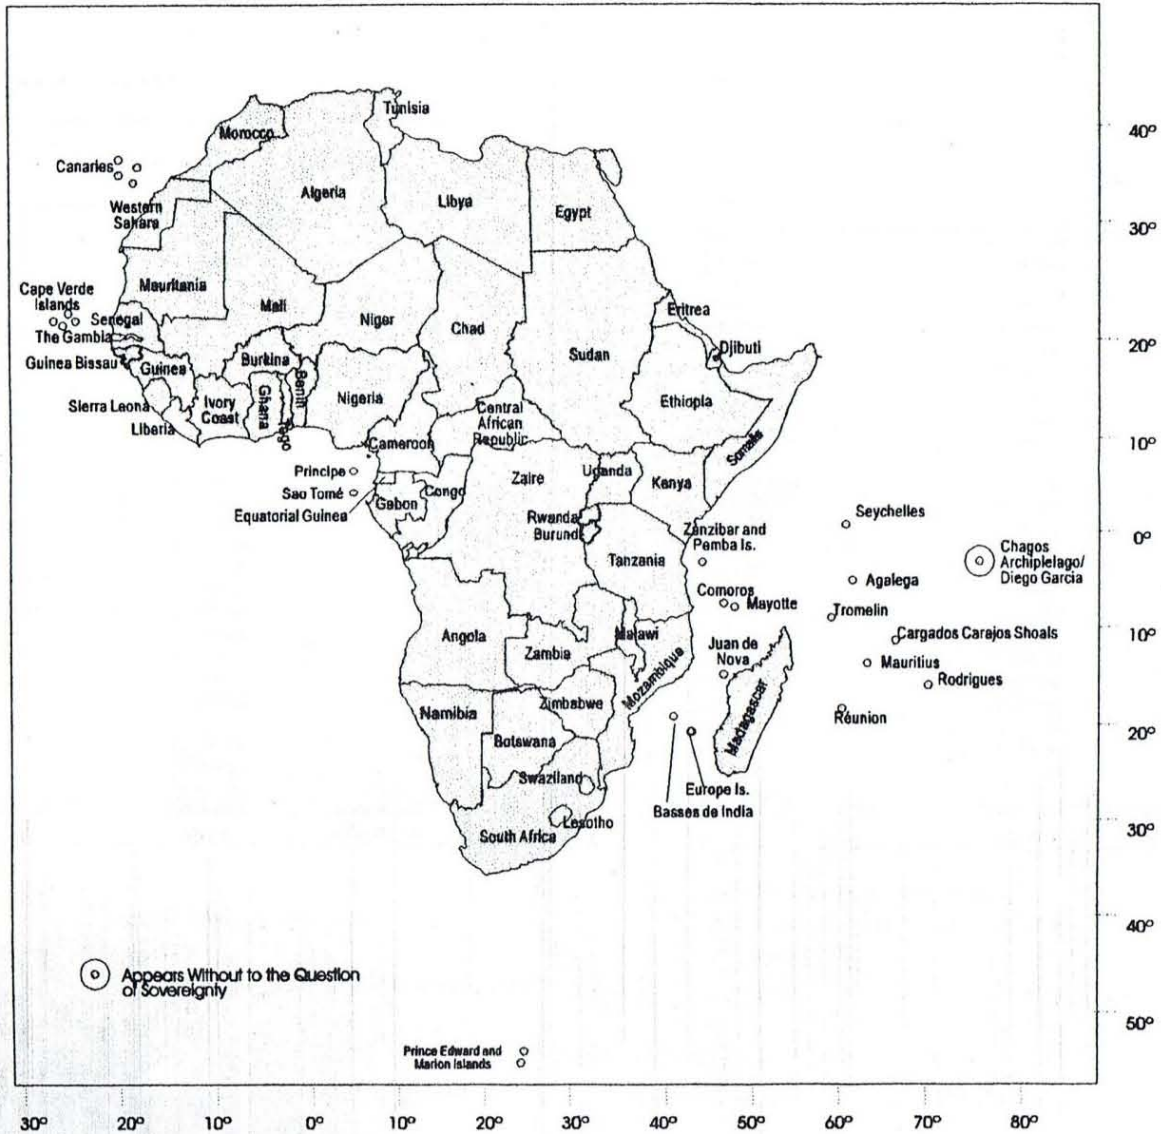 Tunisia
Morocco
40°
Canaries
Algeria
Libya
Egypt
Western
Sahara
30°
Mauritania
Cape Verde
Islands
Mali
Niger
Chad
Sudan
Eritrea
Senegal
The Gambia
Djibuti
20°
Guinea Bissau
Guinea
Burkina
Benin
Nigeria
Ethiopia
Sierra Leona
Ivory
Coast
Ghana
Togo
Central
African
Republic
Liberia
Cameroon
Somalis
10°
Principe
Zaire
Uganda
Kenya
Sao Tomé
Gabon
Congo
Equatorial Guinea
Rwanda
Burundi
Seychelles
Zanzibar and
Pemba Is.
0°
Tanzania
Chagos
Archiplelago/
Diego Garcia
Agalega
Comoros
Mayotte
Tromelin
Angola
Malawi
10°
Cargados Carajos Shoals
Zambia
Juan de
Nova
Mauritius
Mozambique
Rodrigues
Namibia
Zimbabwe
Madagascar
Réunion
Botswana
20°
Swaziland
Europe Is.
Basses de India
South Africa
Lesotho
30°
40°
Appears Without to the Question
of Sovereignty
50°
Prince Edward and
Marion Islands
30° 20° 10° 0° 10° 20° 30° 40° 50° 60° 70° 80°